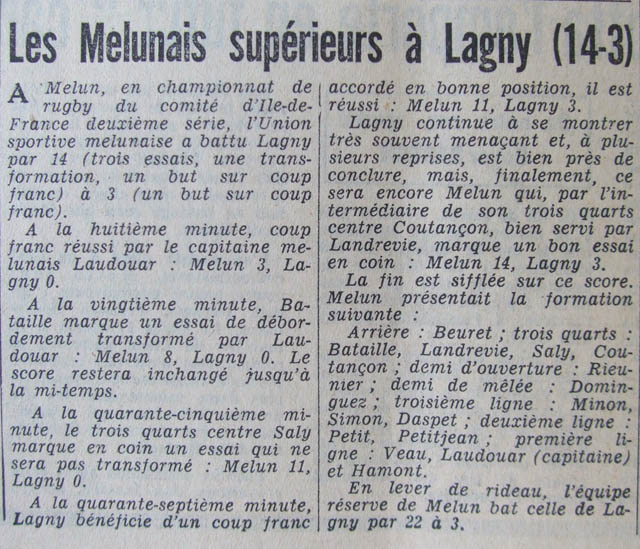 Les Melunais supérieurs à Lagny (14-3)
A Melun, en championnat de
rugby du comité d'Ile-de-
France deuxième série, l'Union
sportive melunaise a battu Lagny
par 14 (trois essais, une trans-
formation, un but sur coup
franc) à 3 (un but sur coup
franc).
A la huitième minute, coup
franc réussi par le capitaine me-
lunais Laudouar : Melun 3, La-
gny 0.
A la vingtième minute, Ba-
taille marque un essai de débor-
dement transformé par Lau-
douar : Melun 8, Lagny 0. Le
score restera inchangé jusqu'à
la mi-temps.
A la quarante-cinquième mi-
nute, le trois quarts centre Saly
marque en coin un essai qui ne
sera pas transformé : Melun 11,
Lagny 0.
A la quarante-septième minute,
Lagny bénéficie d'un coup franc
accordé en bonne position, il est
réussi : Melun 11, Lagny 3.
Lagny continue à se montrer
très souvent menaçant et, à plu-
sieurs reprises, est bien près de
conclure, mais, finalement, ce
sera encore Melun qui, par l'in-
termédiaire de son trois quarts
centre Coutançon, bien servi par
Landrevie, marque un bon essai
en coin : Melun 14, Lagny 3.
La fin est sifflée sur ce score.
Melun présentait la formation
suivante :
Arrière : Beuret ; trois quarts :
Bataille, Landrevie, Saly, Cou-
tançon ; demi d'ouverture : Rieu-
nier ; demi de mêlée : Domin-
guez ; troisième ligne : Minon,
Simon, Daspet ; deuxième ligne :
Petit, Petitjean ; première li-
gne : Veau, Laudouar (capitaine)
et Hamont.
En lever de rideau, l'équipe
réserve de Melun bat celle de La-
gny par 22 à 3.